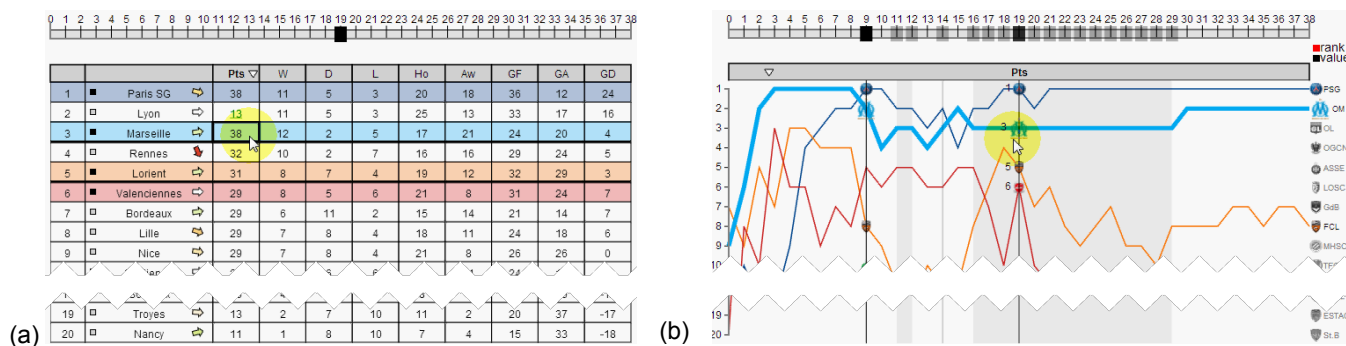 0 1 2 3 4 5 6 7 8 9 10 11 12 13 14 15 16 17 18 19 20 21 22 23 24 25 26 27 28 29 30 31 32 33 34 35 36 37 38
Pts W D L Ho Aw GF GA GD
1 Paris SG 38 11 5 3 20 18 36 12 24
2 Lyon 13 11 5 3 25 13 33 17 16
3 Marseille 38 12 2 5 17 21 24 20 4
4 Rennes 32 10 2 7 16 16 29 24 5
5 Lorient 31 8 7 4 19 12 32 29 3
6 Valenciennes 29 8 5 6 21 8 31 24 7
7 Bordeaux 29 6 11 2 15 14 21 14 7
8 Lille 29 7 8 4 18 11 24 18 6
9 Nice 29 7 8 4 21 8 26 26 0
19 Troyes 13 2 7 10 11 2 20 37 -17
20 Nancy 11 1 8 10 7 4 15 33 -18
(a)
0 1 2 3 4 5 6 7 8 9 10 11 12 13 14 15 16 17 18 19 20 21 22 23 24 25 26 27 28 29 30 31 32 33 34 35 36 37 38
rank
value
Pts
1 1 PSG
2 OM
3 3 OL
4 OGCN
5 5 ASSE
6 6 LOSC
7 GdB
8 FCL
9 MHSC
10
19 ESTAC
20 St.B
(b)